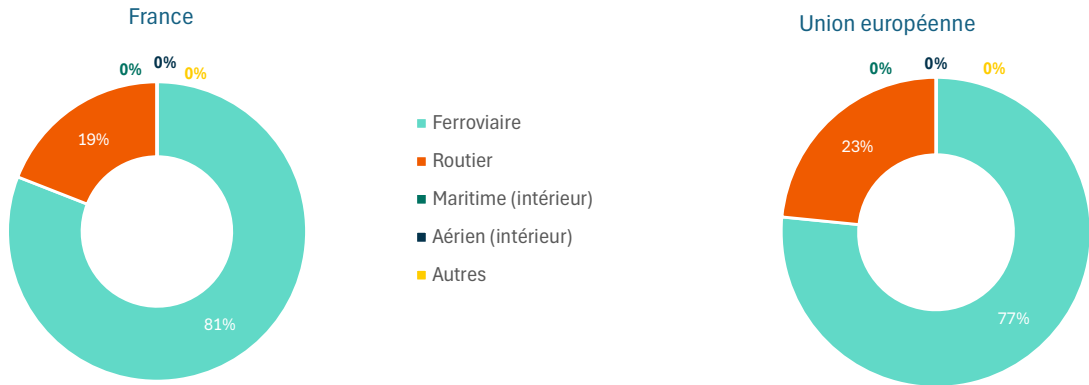 France
0%
0%
0%
19%
81%
Ferroviaire
Routier
Maritime (intérieur)
Aérien (intérieur)
Autres
Union européenne
0%
0%
0%
23%
77%